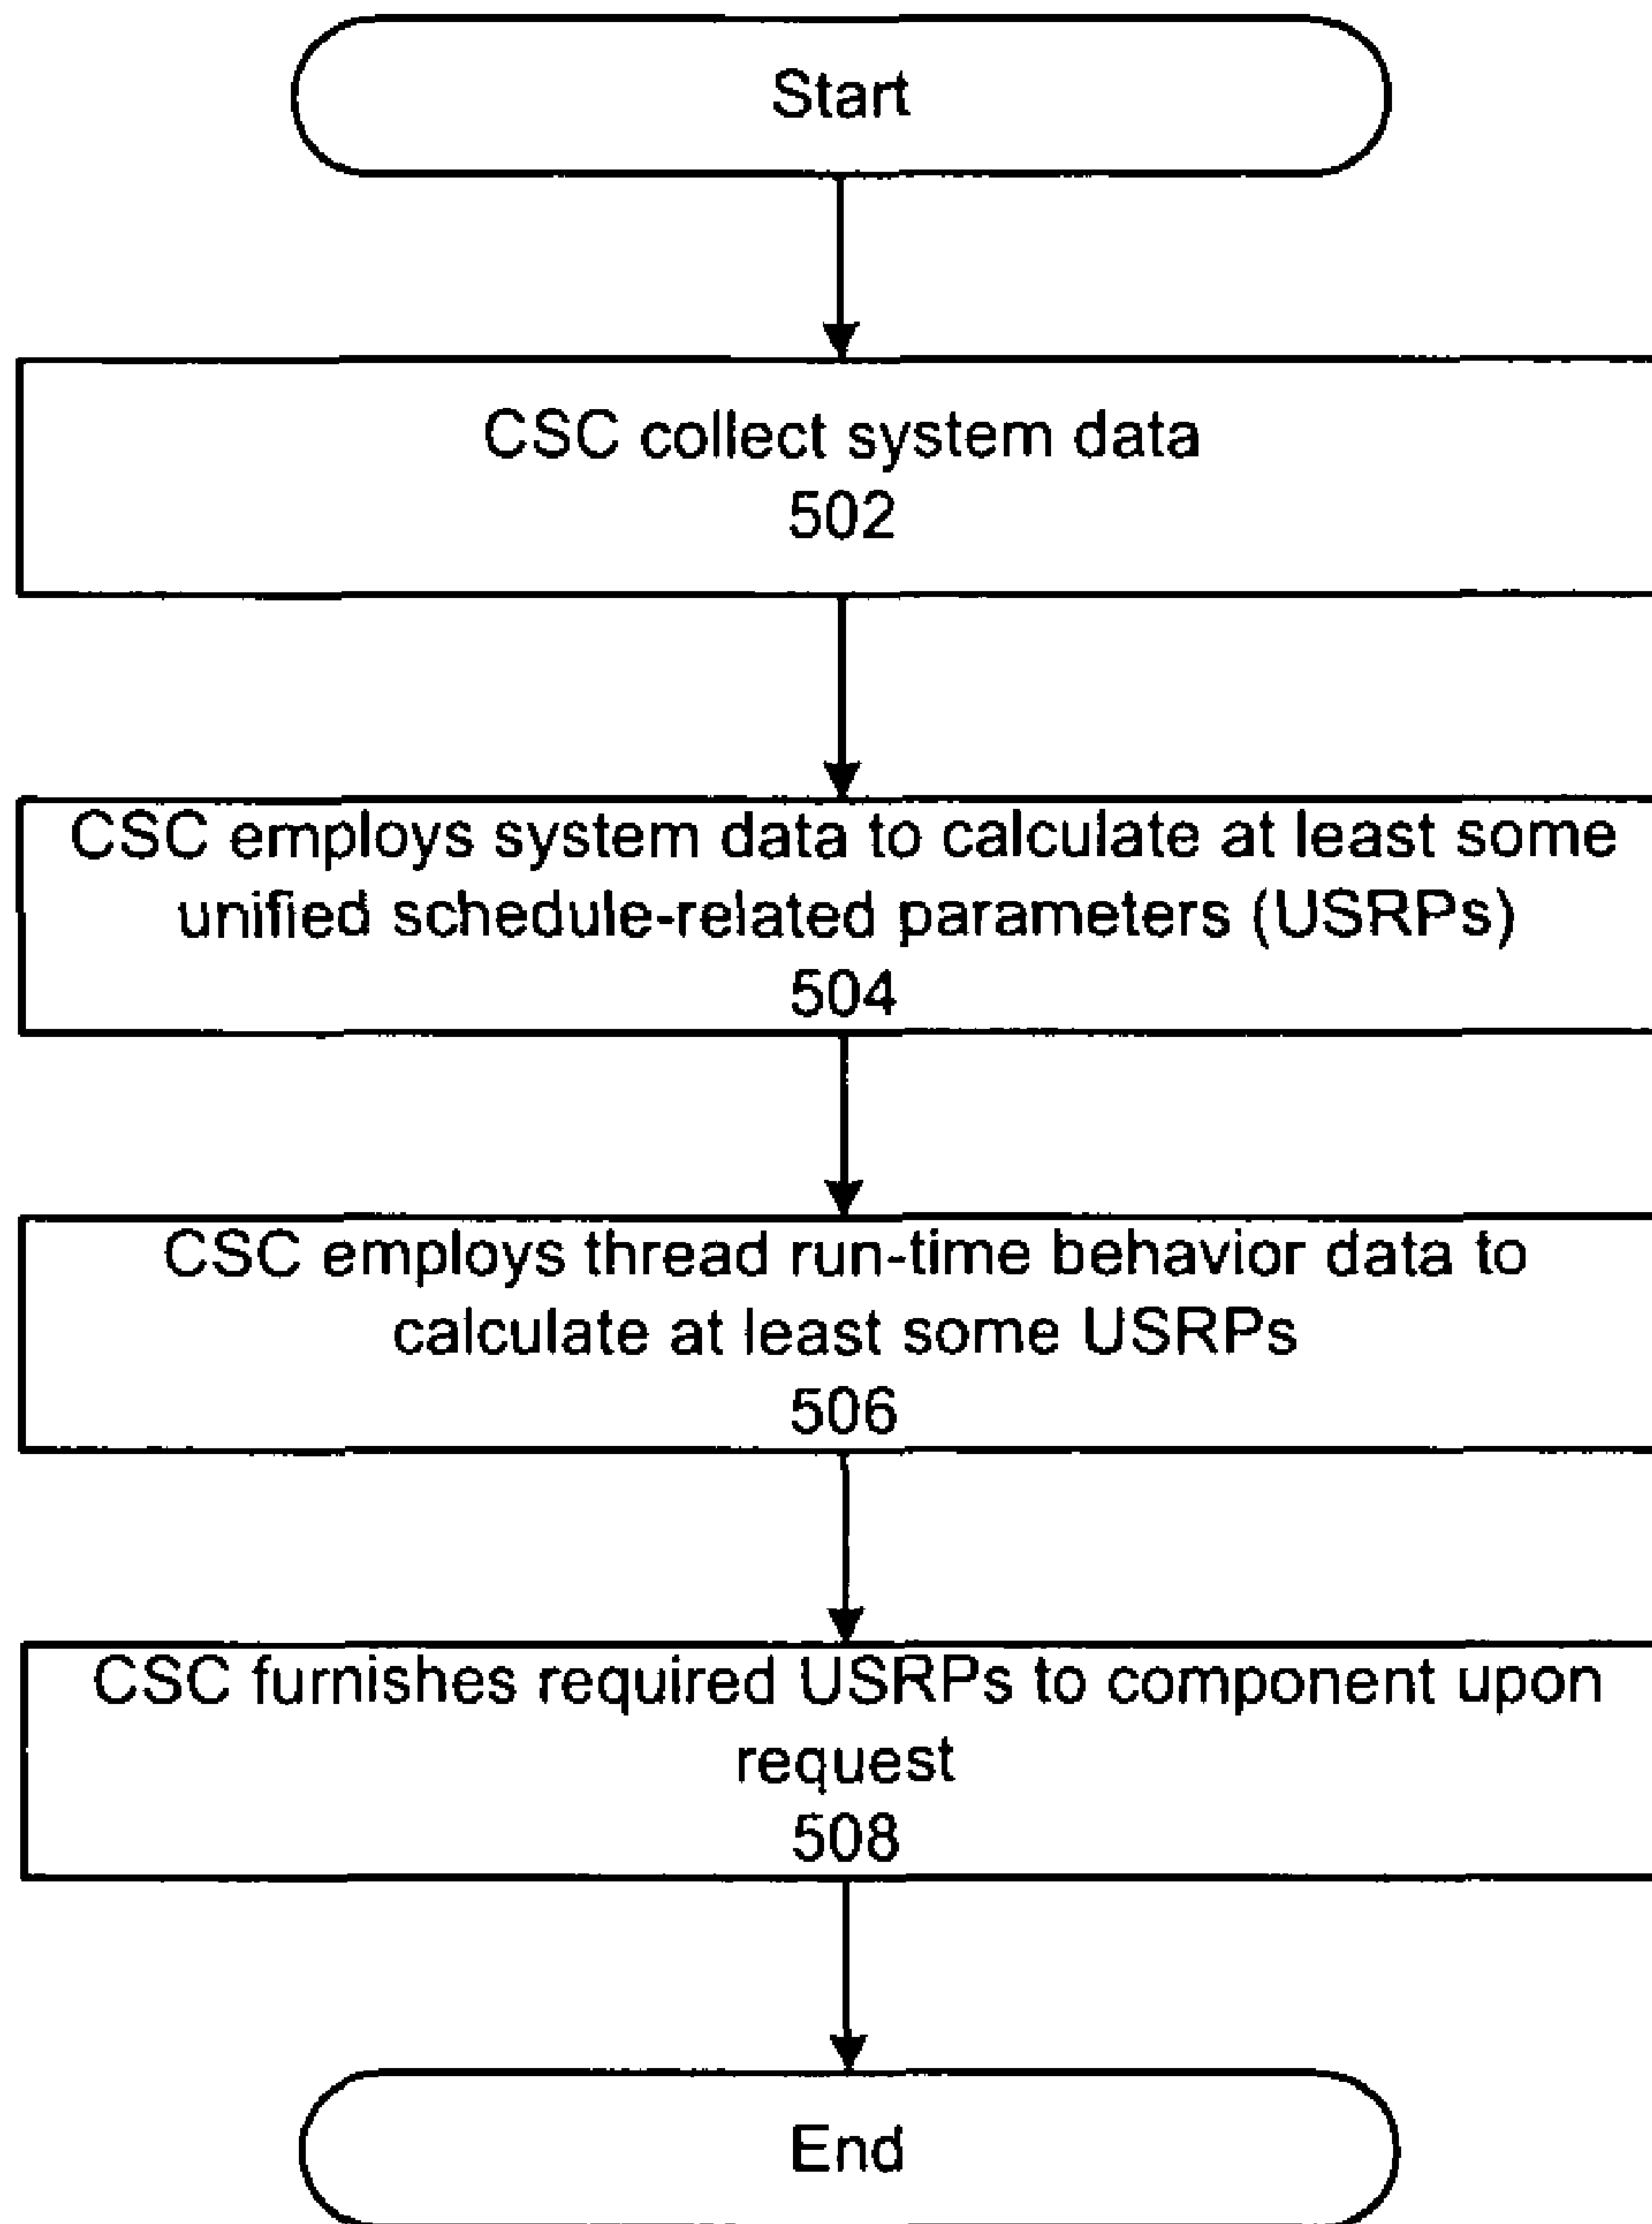 Start
CSC collect system data
502
CSC employs system data to calculate at least some
unified schedule-related parameters (USRPs)
504
CSC employs thread run-time behavior data to
calculate at least some USRPs
506
CSC furnishes required USRPs to component upon
request
508
End